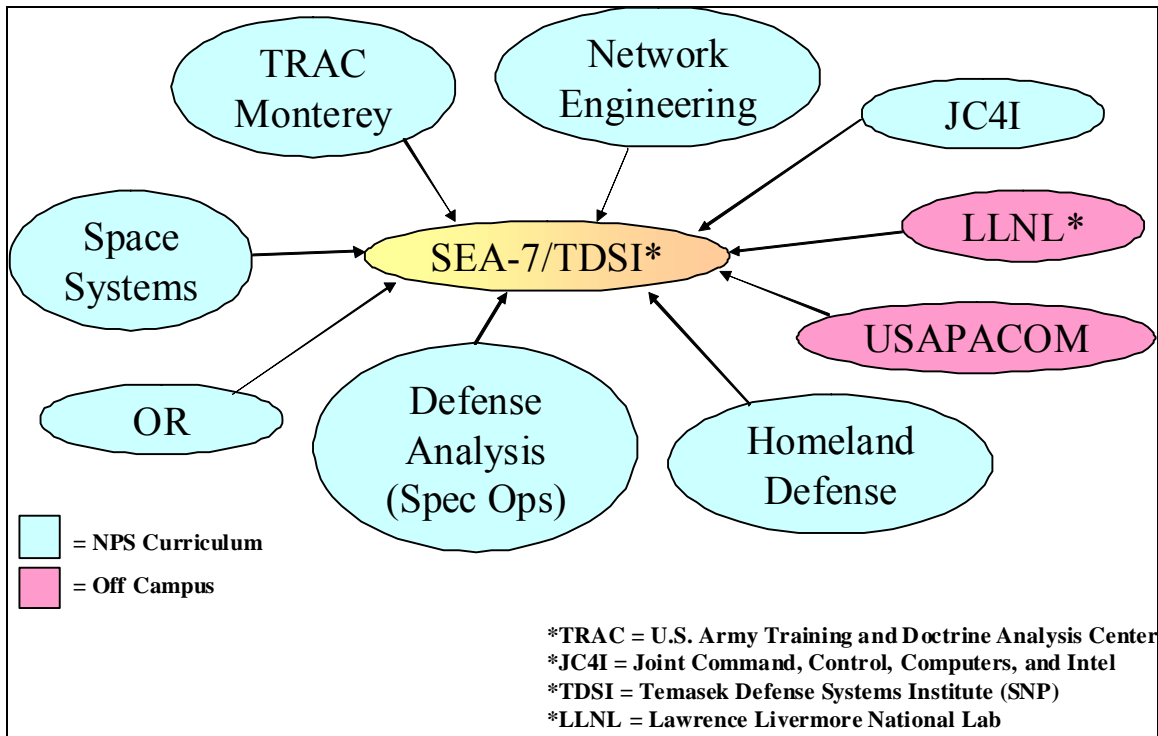 TRAC
Monterey
Network
Engineering
JC4I
Space
Systems
SEA-7/TDSI*
LLNL*
USAPACOM
OR
Defense
Analysis
(Spec Ops)
Homeland
Defense
= NPS Curriculum
= Off Campus
*TRAC = U.S. Army Training and Doctrine Analysis Center
*JC4I = Joint Command, Control, Computers, and Intel
*TDSI = Temasek Defense Systems Institute (SNP)
*LLNL = Lawrence Livermore National Lab